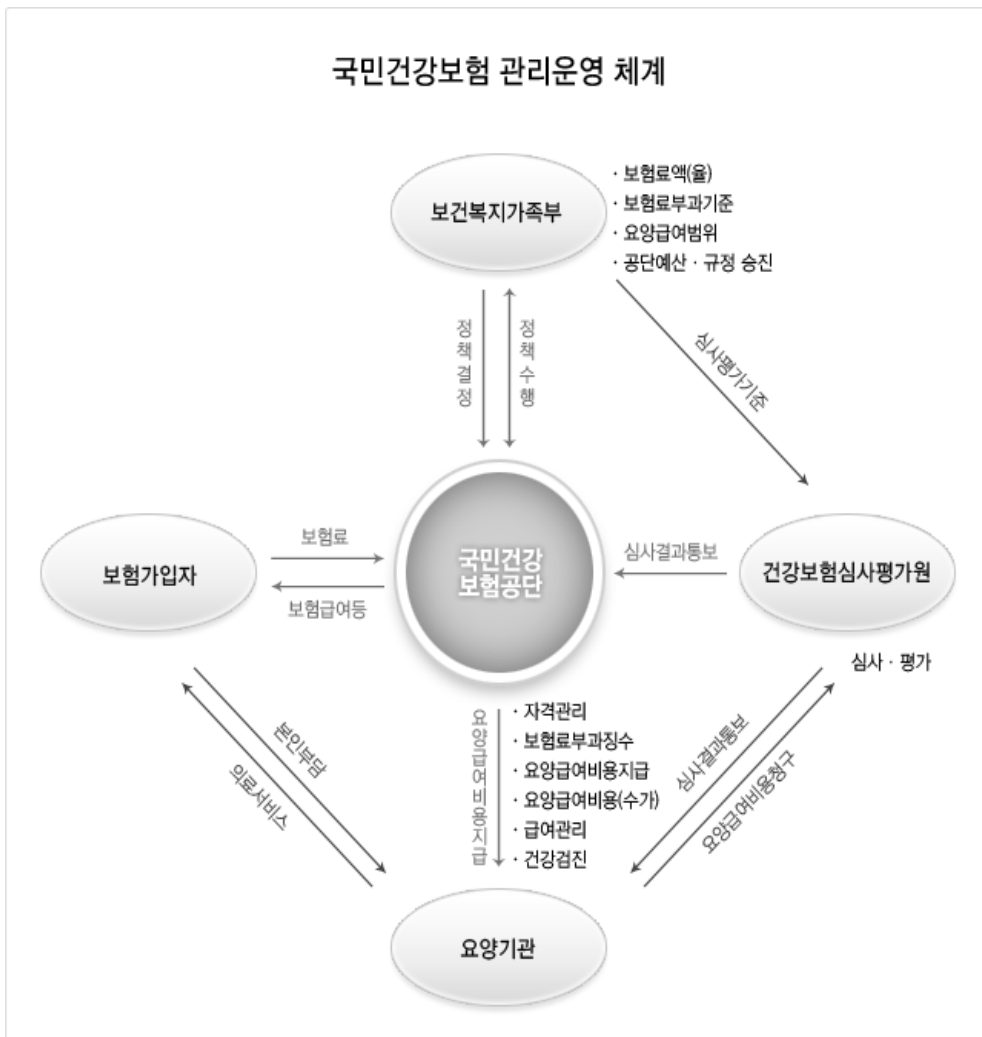 국민건강보험 관리운영 체계
보건복지가족부
· 보험료액(율)
· 보험료부과기준
· 요양급여범위
· 공단예산 · 규정 승진
정책결정
정책수행
심사평가기준
보험가입자
보험료
보험급여등
국민건강
보험공단
심사결과통보
건강보험심사평가원
심사 · 평가
본인부담
의료서비스
요양급여비용지급
· 자격관리
· 보험료부과징수
· 요양급여비용지급
· 요양급여비용(수가)
· 급여관리
· 건강검진
심사결과통보
요양급여비용청구
요양기관